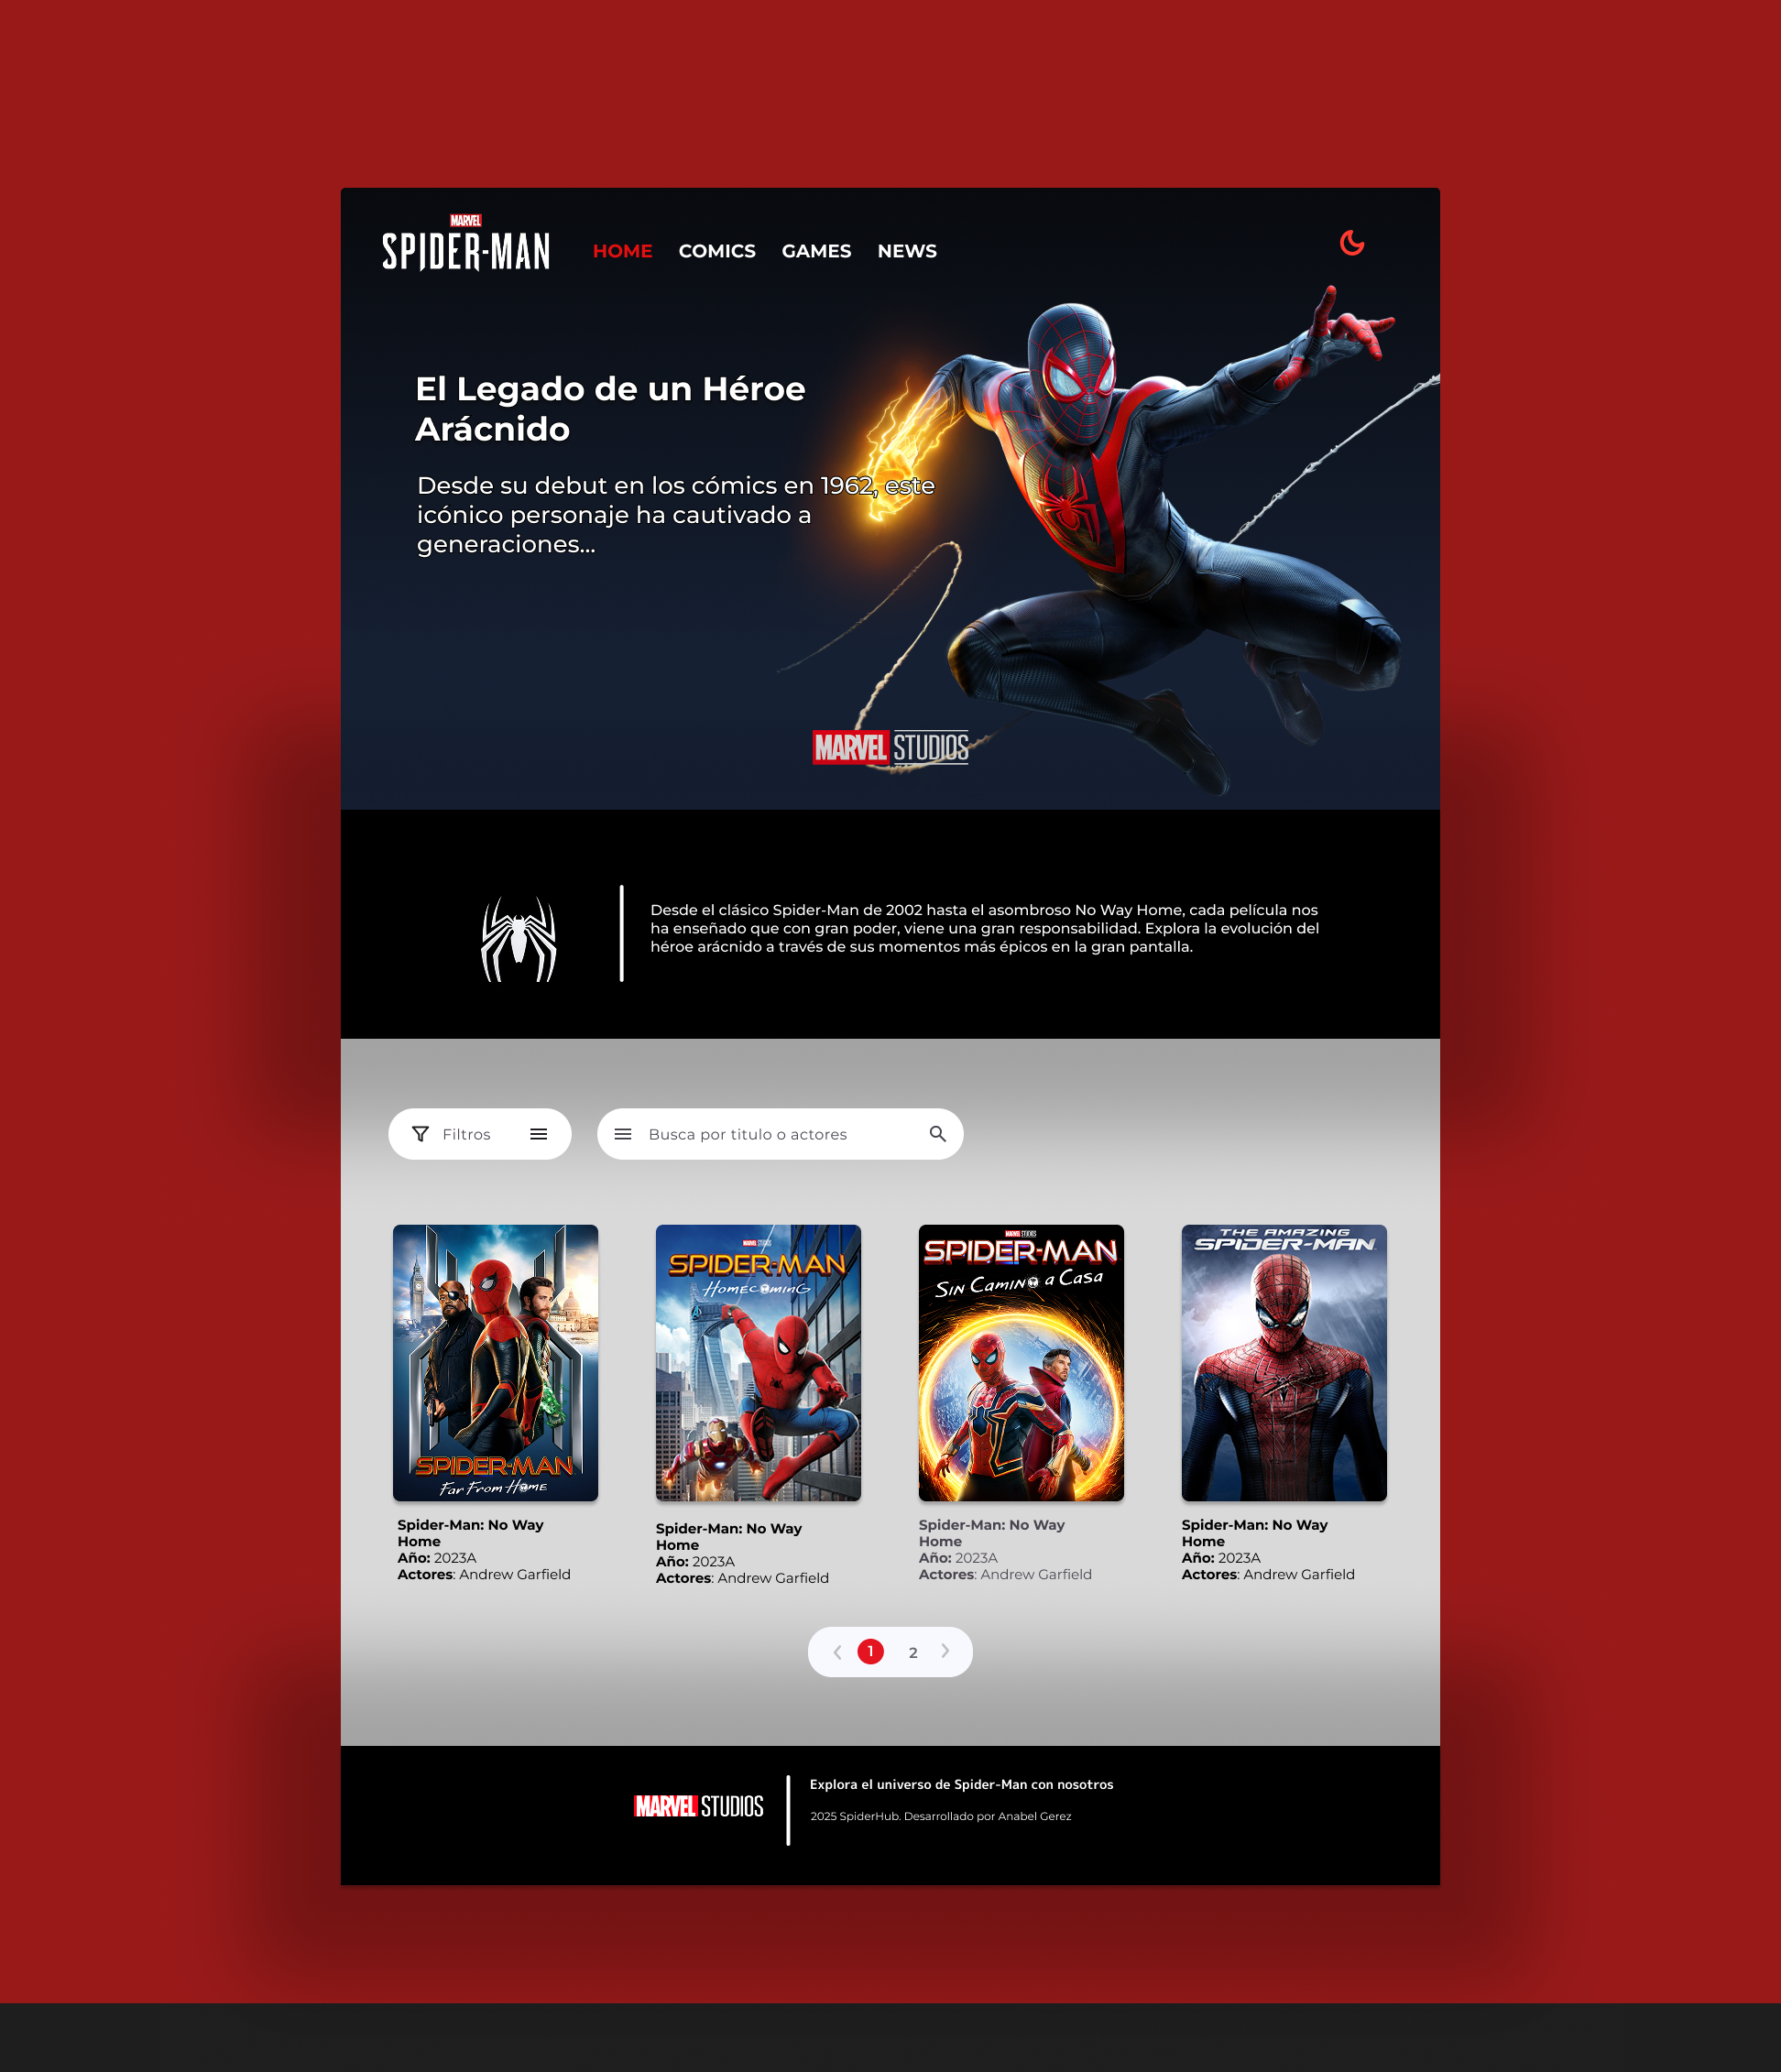 MARVEL
SPIDER-MAN
HOME COMICS GAMES NEWS
El Legado de un Héroe
Arácnido
Desde su debut en los cómics en 1962, este
icónico personaje ha cautivado a
generaciones...
MARVEL STUDIOS
Desde el clásico Spider-Man de 2002 hasta el asombroso No Way Home, cada película nos
ha enseñado que con gran poder, viene una gran responsabilidad. Explora la evolución del
héroe arácnido a través de sus momentos más épicos en la gran pantalla.
Filtros
Busca por titulo o actores
SPIDER-MAN
Far From Home
Spider-Man: No Way
Home
Año: 2023A
Actores: Andrew Garfield
MARVEL STUDIOS
SPIDER-MAN
HOMECOMING
Spider-Man: No Way
Home
Año: 2023A
Actores: Andrew Garfield
MARVEL STUDIOS
SPIDER-MAN
SIN CAMINO a CASA
Spider-Man: No Way
Home
Año: 2023A
Actores: Andrew Garfield
THE AMAZING
SPIDER-MAN
Spider-Man: No Way
Home
Año: 2023A
Actores: Andrew Garfield
1 2
MARVEL STUDIOS
Explora el universo de Spider-Man con nosotros
2025 SpiderHub. Desarrollado por Anabel Gerez